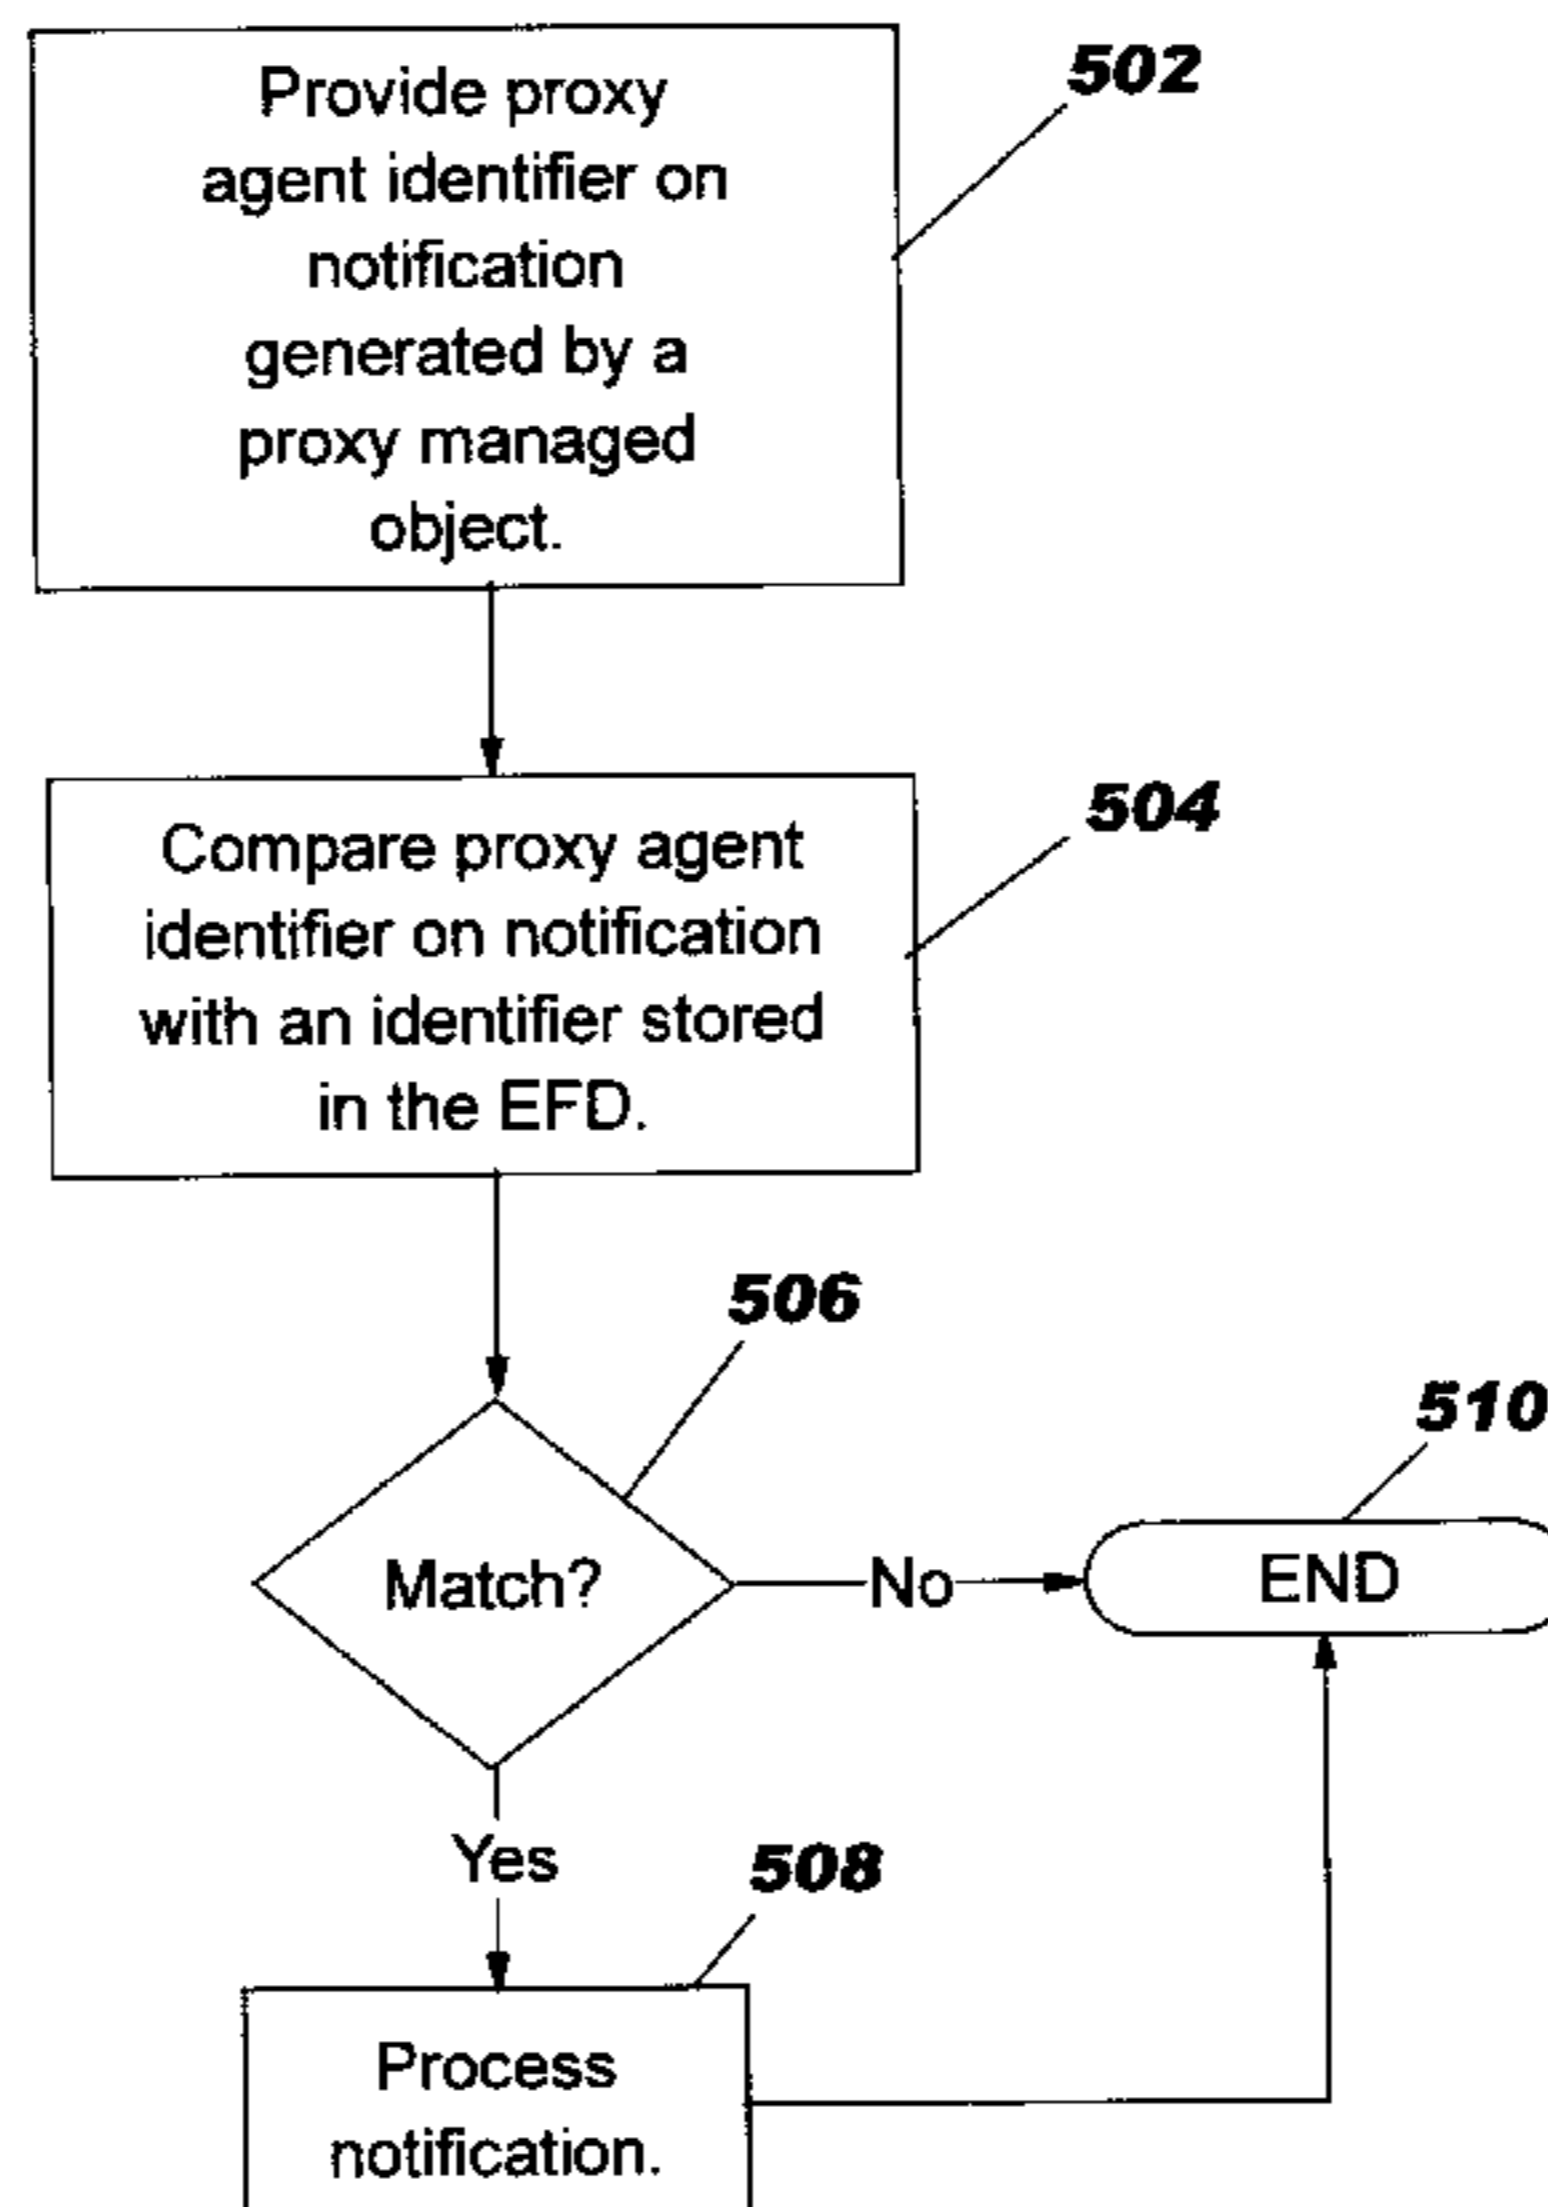 Provide proxy
agent identifier on
notification
generated by a
proxy managed
object.
502
Compare proxy agent
identifier on notification
with an identifier stored
in the EFD.
504
506
Match?
No
510
END
Yes
508
Process
notification.